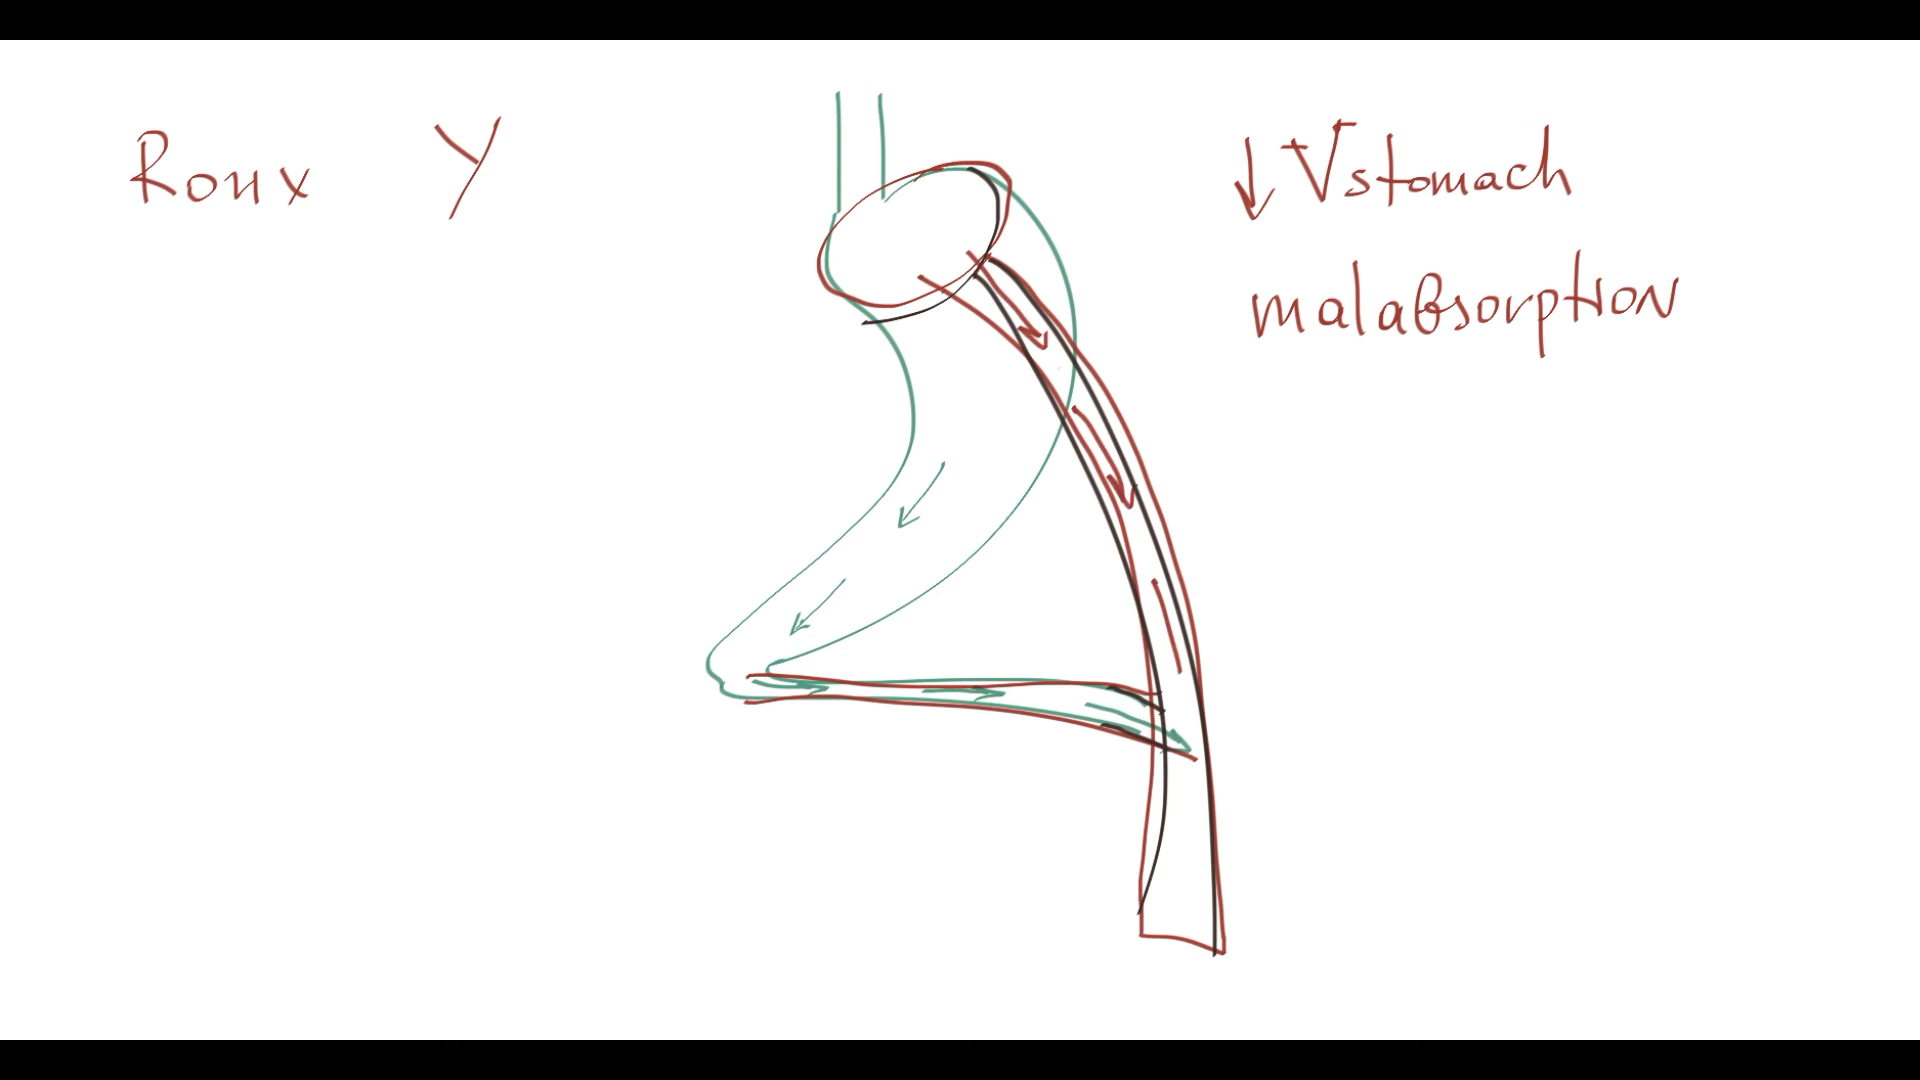 Roux Y
↓ Vstomach
malabsorption